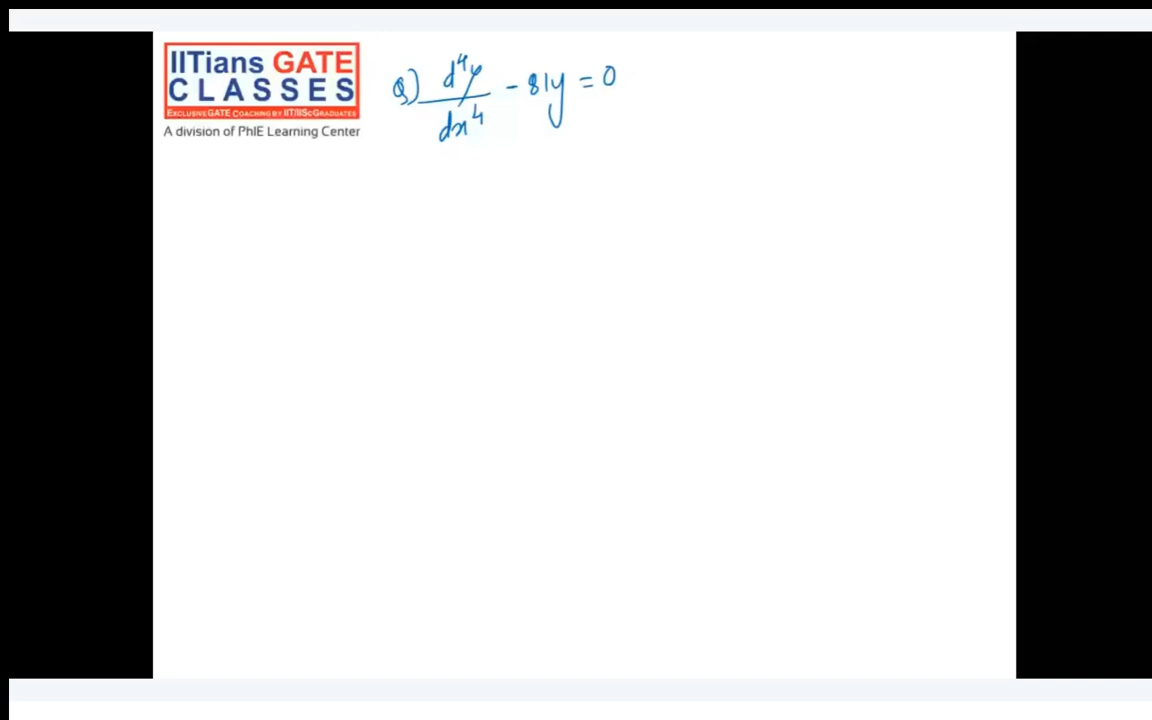 IITians GATE
CLASSES
EXCLUSIVE GATE COACHING BY IIT/IISc GRADUATES
A division of PhIE Learning Center
Q) d⁴y/dx⁴ - 81y = 0